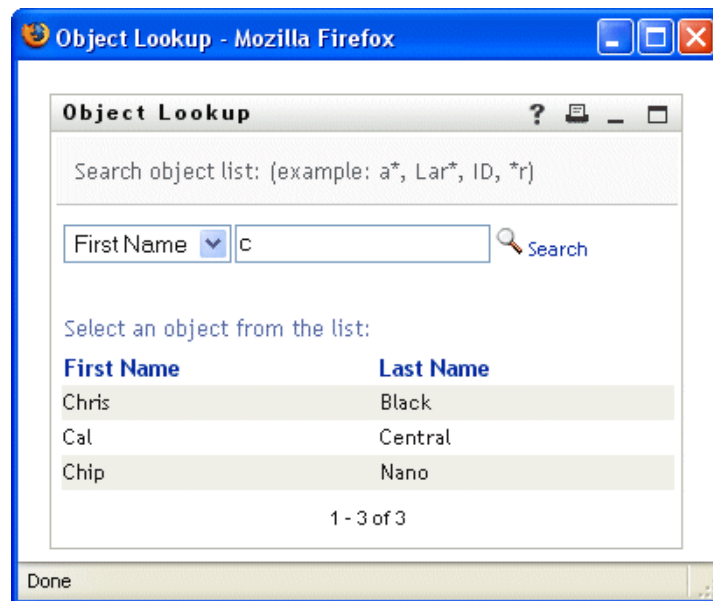 Object Lookup - Mozilla Firefox
Object Lookup ?
Search object list: (example: a*, Lar*, ID, *r)
First Name c Search
Select an object from the list:
First Name Last Name
Chris Black
Cal Central
Chip Nano
1 - 3 of 3
Done